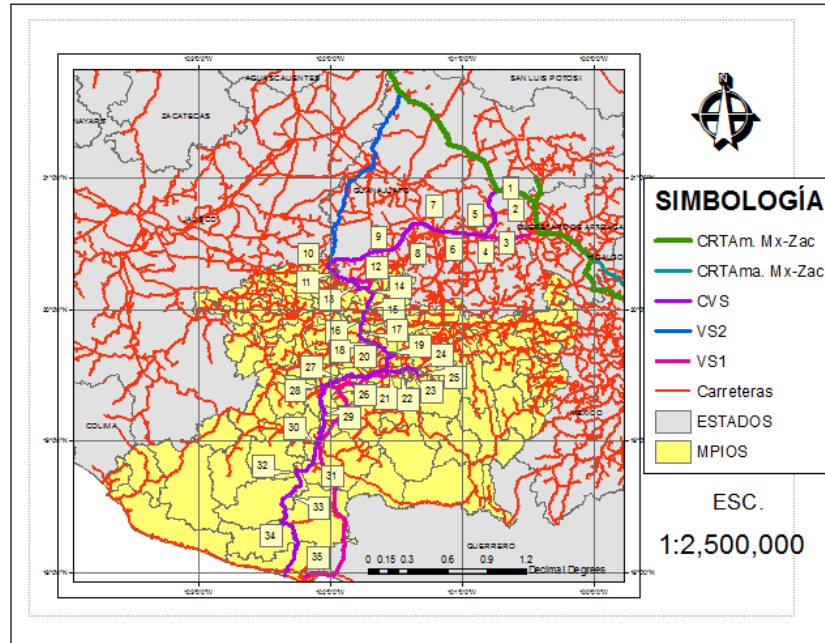 N
AGUASCALIENTES
SAN LUIS POTOSI
ZACATECAS
NAYARIT
GUANAJUATO
JALISCO
QUERETARO DE ARTEAGA
HIDALGO
COLIMA
MEXICO
GUERRERO
1
2
3
4
5
6
7
8
9
10
11
12
13
14
15
16
17
18
19
20
21
22
23
24
25
26
27
28
29
30
31
32
33
34
35
0 0.15 0.3 0.6 0.9 1.2
Decimal Degrees
SIMBOLOGÍA
CRTAm. Mx-Zac
CRTAma. Mx-Zac
CVS
VS2
VS1
Carreteras
ESTADOS
MPIOS
ESC.
1:2,500,000